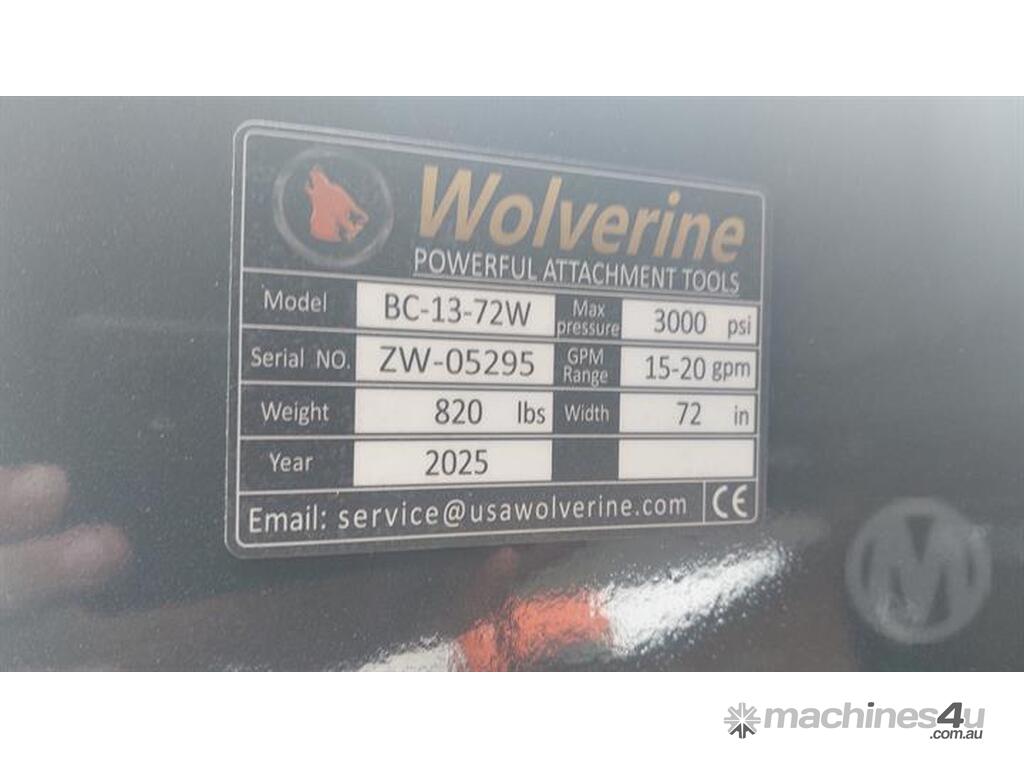 Wolverine
POWERFUL ATTACHMENT TOOLS
Model BC-13-72W Max pressure 3000 psi
Serial NO. ZW-05295 GPM Range 15-20 gpm
Weight 820 lbs Width 72 in
Year 2025
Email: service@usawolverine.com CE
M
machines4u
.com.au